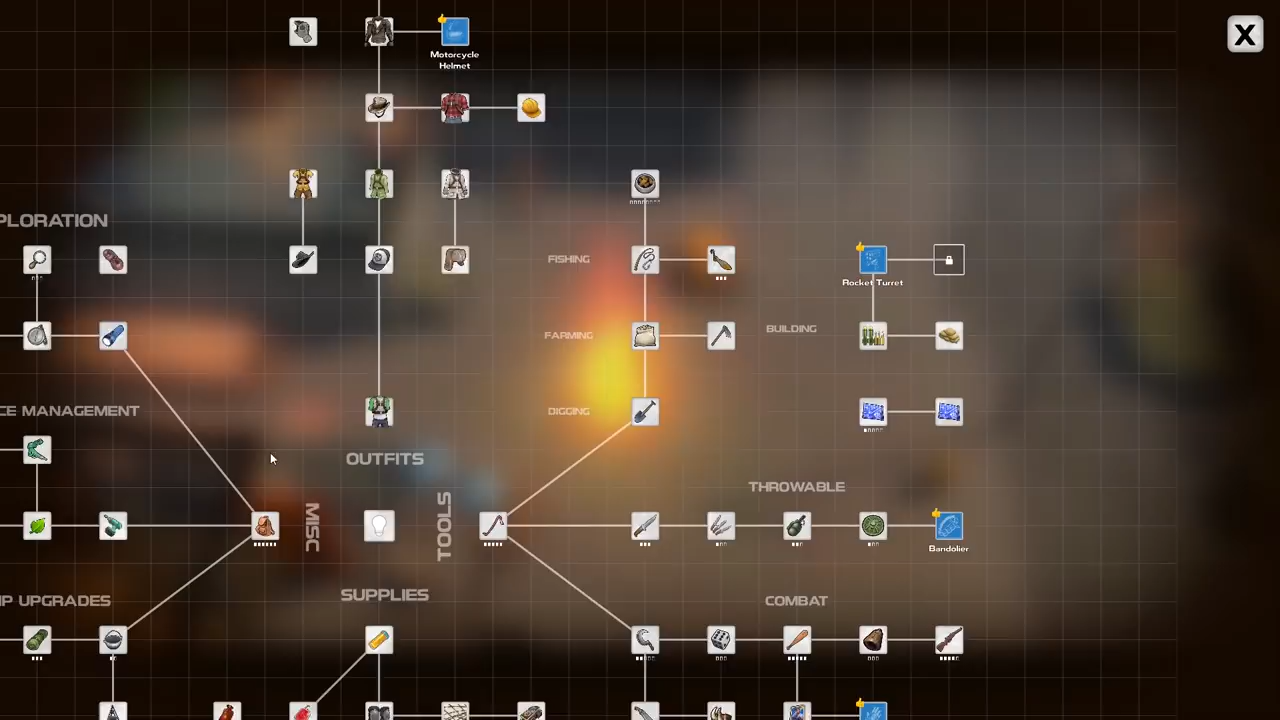 X
Motorcycle
Helmet
PLORATION
FISHING
Rocket Turret
FARMING
BUILDING
CE MANAGEMENT
DIGGING
OUTFITS
THROWABLE
MISC
TOOLS
Bandolier
SUPPLIES
IP UPGRADES
COMBAT